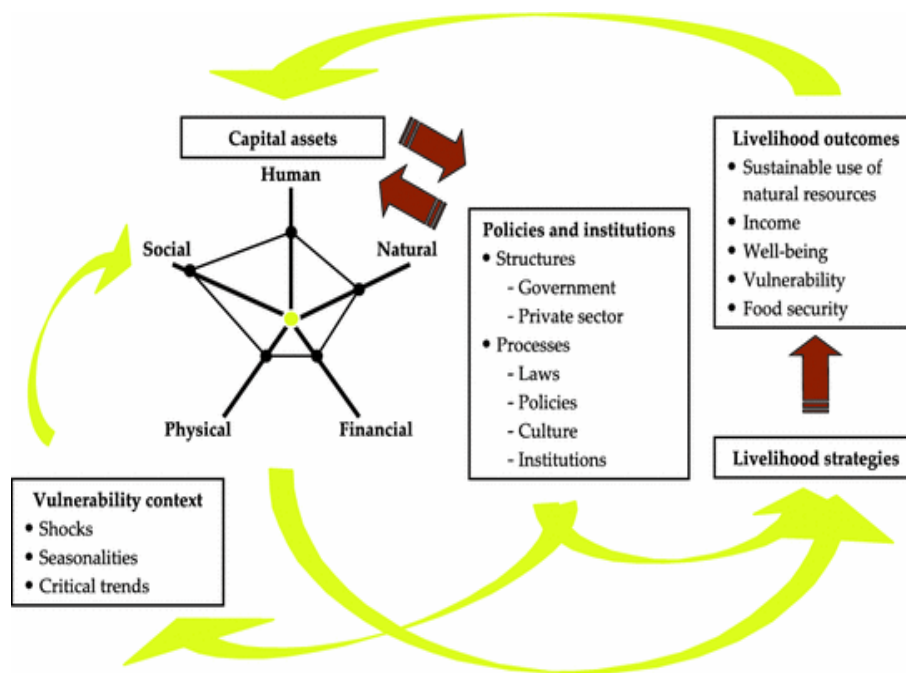 Capital assets
Human
Social
Natural
Physical
Financial
Vulnerability context
• Shocks
• Seasonalities
• Critical trends
Policies and institutions
• Structures
- Government
- Private sector
• Processes
- Laws
- Policies
- Culture
- Institutions
Livelihood outcomes
• Sustainable use of
natural resources
• Income
• Well-being
• Vulnerability
• Food security
Livelihood strategies